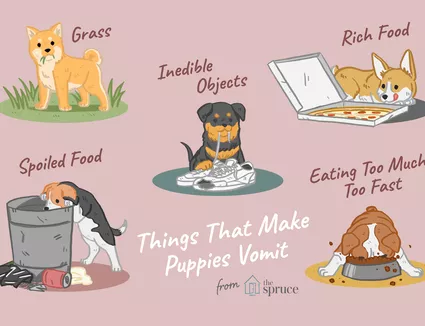 Grass
Inedible
Objects
Rich Food
Spoiled Food
Eating Too Much
Too Fast
Things That Make
Puppies Vomit
from the spruce